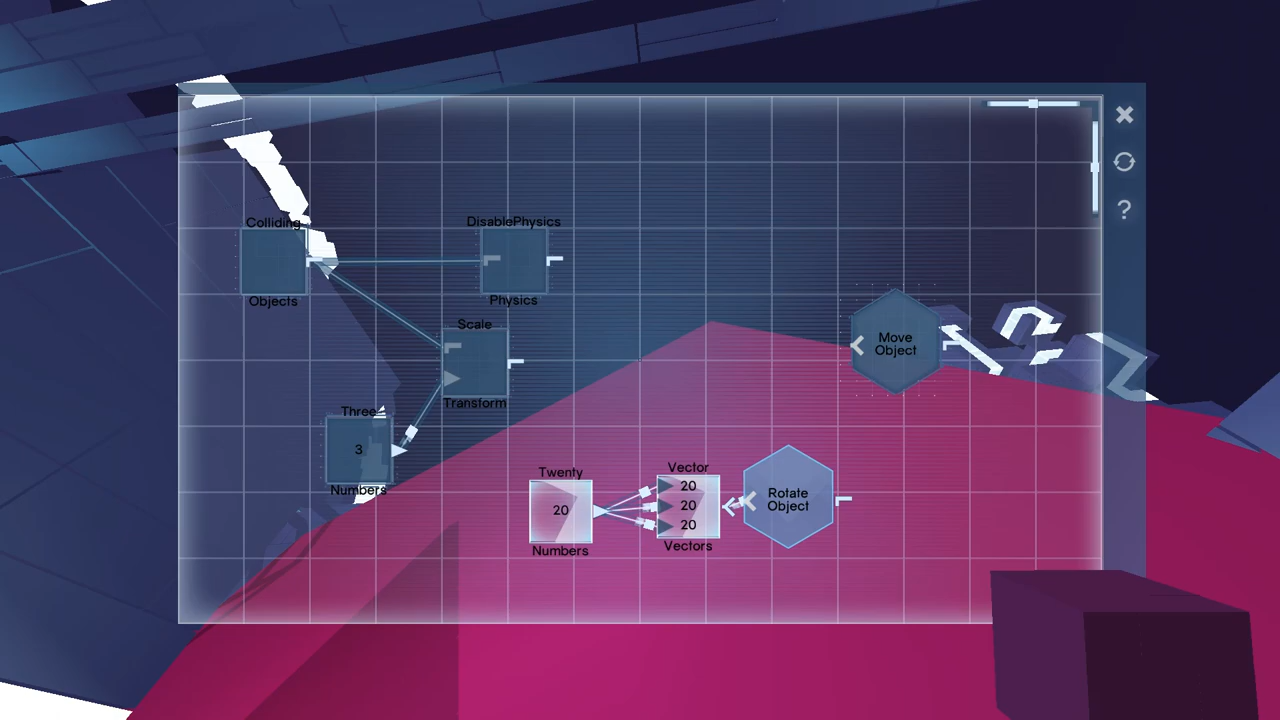 Colliding
Objects
DisablePhysics
Physics
Scale
Transform
Three
3
Numbers
Move
Object
Twenty
20
Numbers
Vector
20
20
20
Vectors
Rotate
Object
?